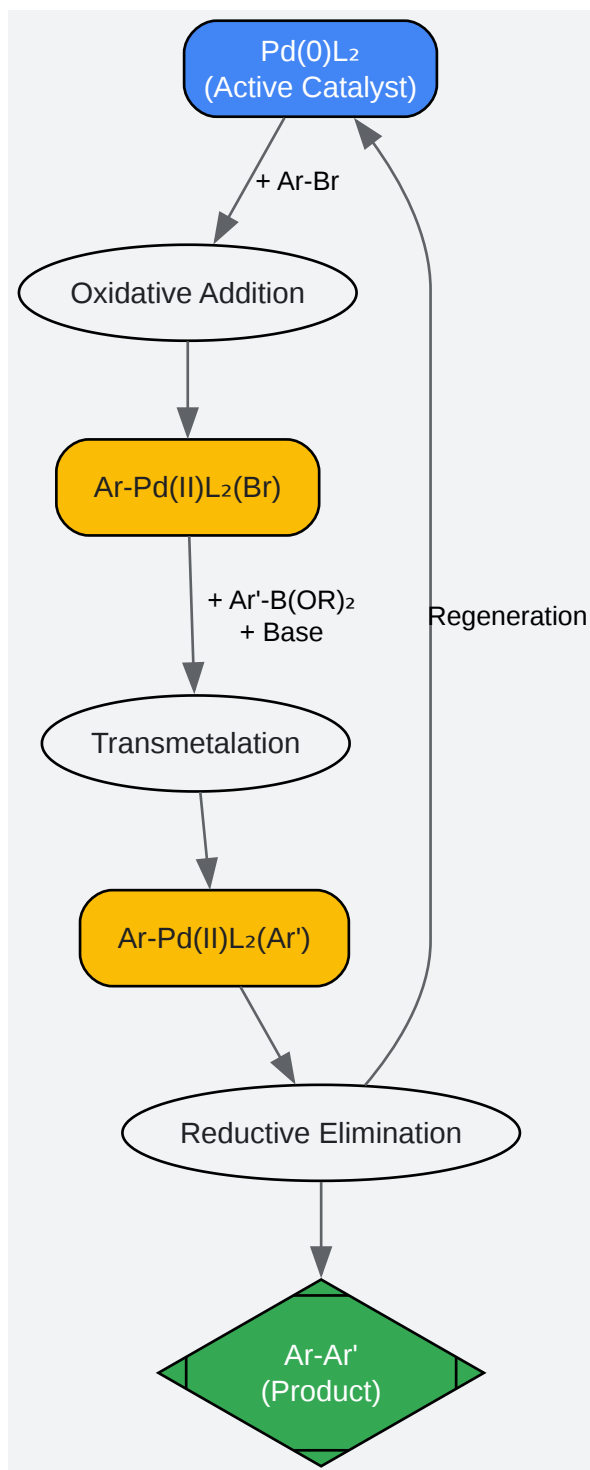 Pd(0)L₂
(Active Catalyst)
+ Ar-Br
Oxidative Addition
Ar-Pd(II)L₂(Br)
+ Ar'-B(OR)₂
+ Base
Regeneration
Transmetalation
Ar-Pd(II)L₂(Ar')
Reductive Elimination
Ar-Ar'
(Product)